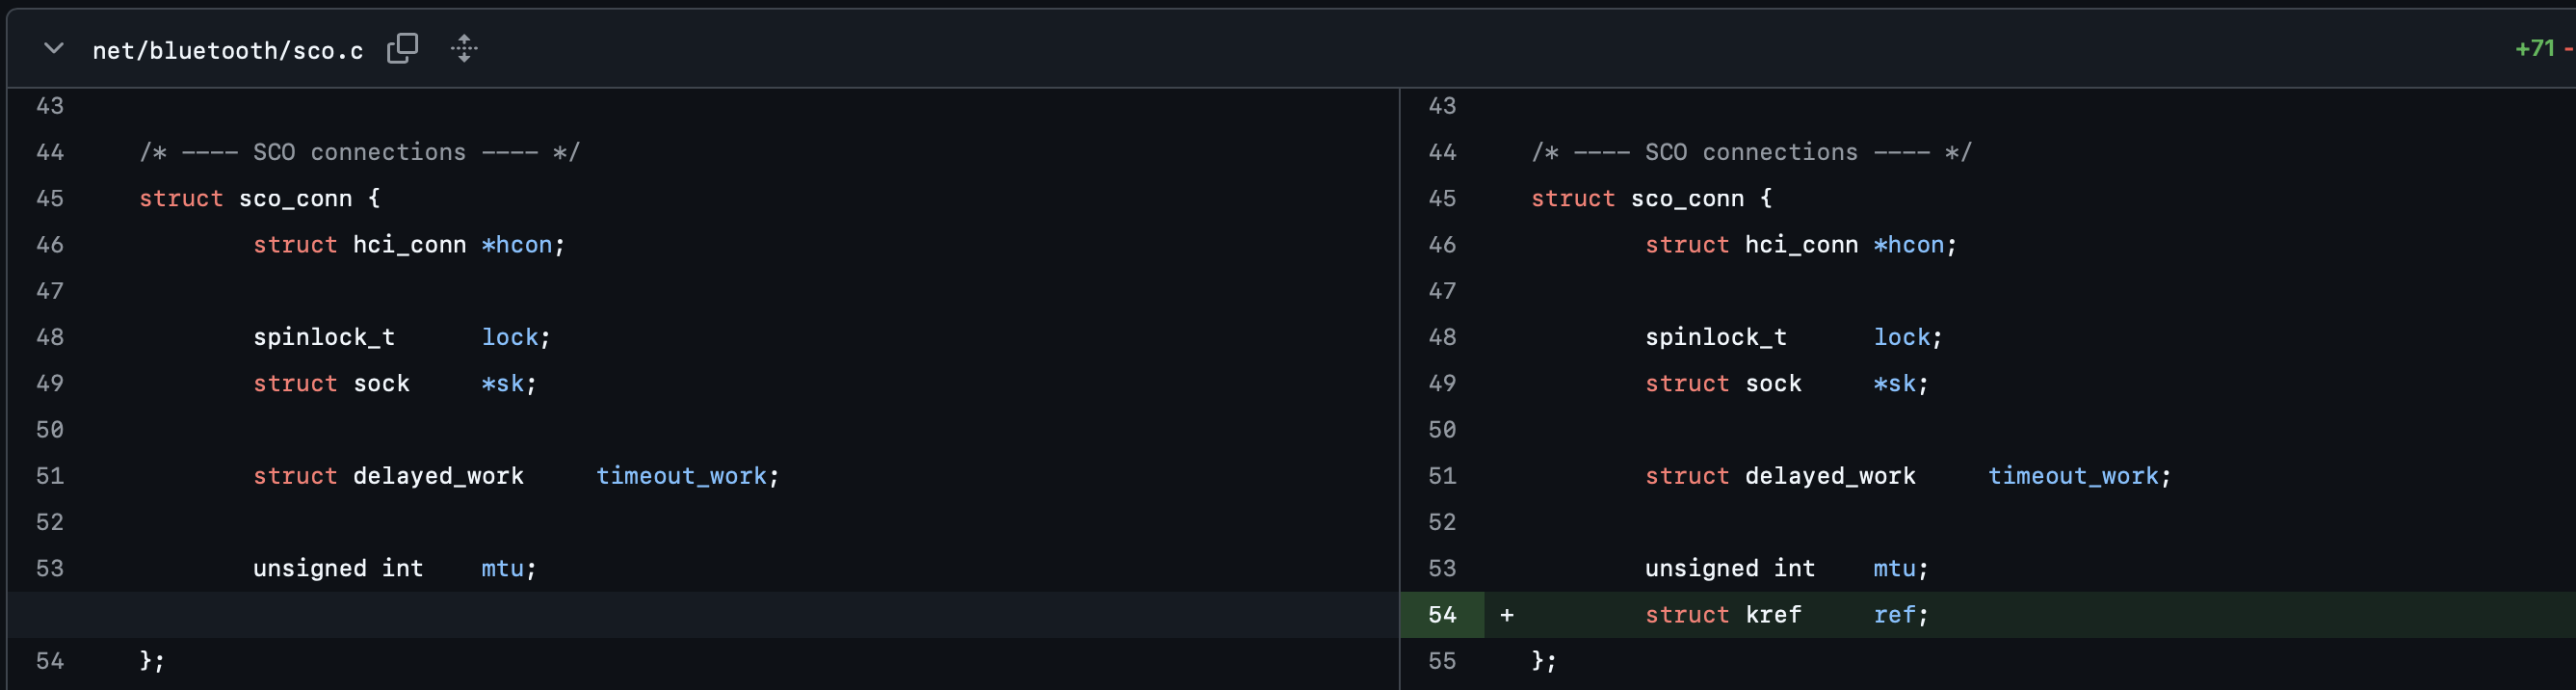 net/bluetooth/sco.c
+71 -
43
44 /* ---- SCO connections ---- */
45 struct sco_conn {
46 struct hci_conn *hcon;
47
48 spinlock_t lock;
49 struct sock *sk;
50
51 struct delayed_work timeout_work;
52
53 unsigned int mtu;
54 };
43
44 /* ---- SCO connections ---- */
45 struct sco_conn {
46 struct hci_conn *hcon;
47
48 spinlock_t lock;
49 struct sock *sk;
50
51 struct delayed_work timeout_work;
52
53 unsigned int mtu;
54 + struct kref ref;
55 };